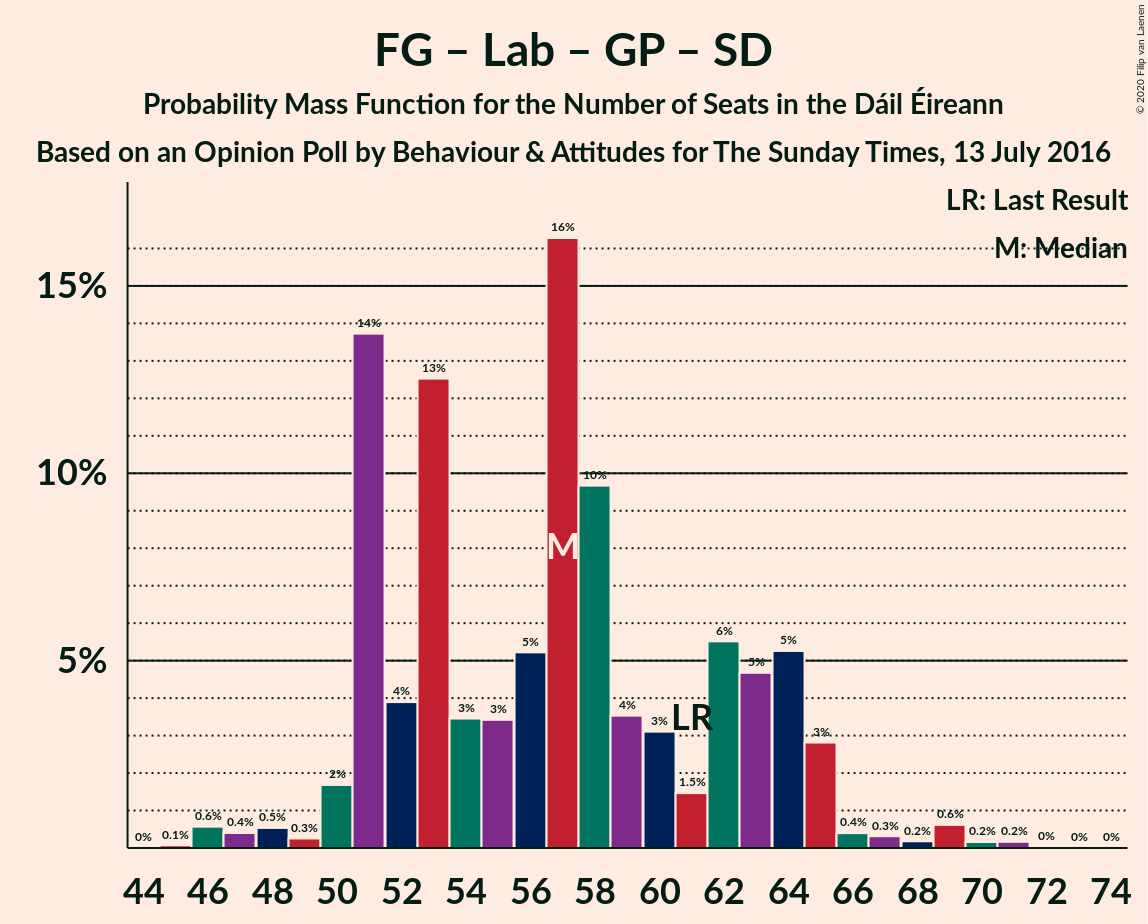 FG – Lab – GP – SD
Probability Mass Function for the Number of Seats in the Dáil Éireann
Based on an Opinion Poll by Behaviour & Attitudes for The Sunday Times, 13 July 2016
© 2020 Filip van Laenen
LR: Last Result
M: Median
15%
10%
5%
0% 0.1% 0.6% 0.4% 0.5% 0.3% 2% 14% 4% 13% 3% 3% 5% 16% 10% 4% 3% 1.5% 6% 5% 5% 3% 0.4% 0.3% 0.2% 0.6% 0.2% 0.2% 0% 0% 0%
M
LR
44 46 48 50 52 54 56 58 60 62 64 66 68 70 72 74